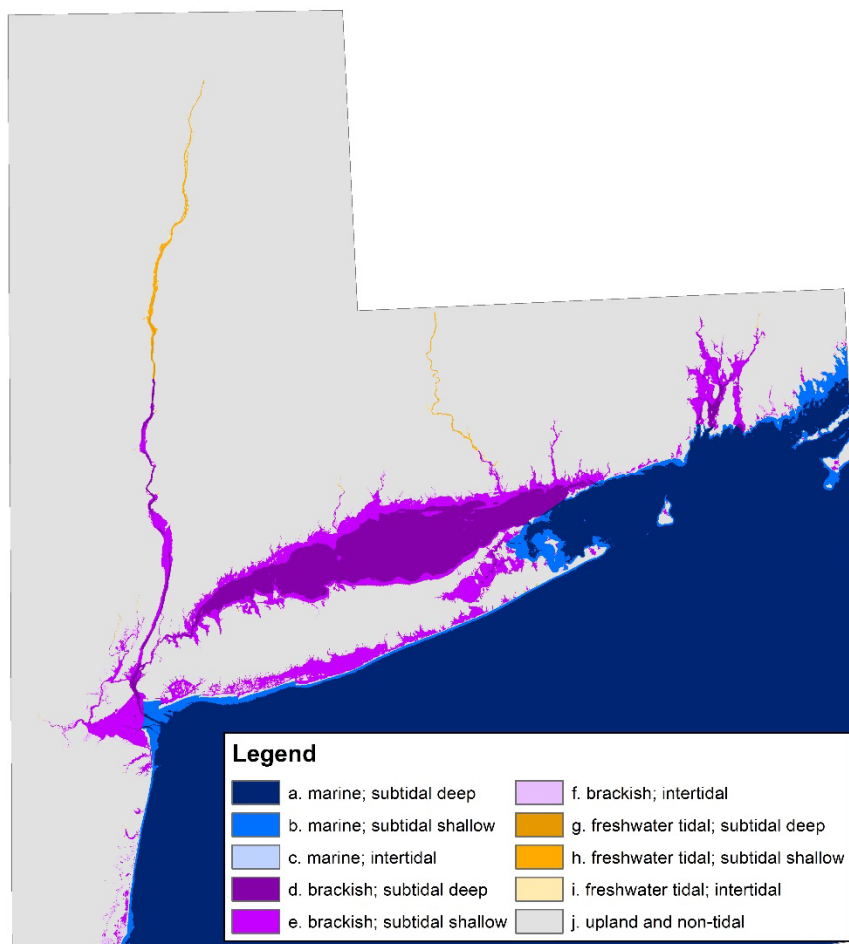 Legend
a. marine; subtidal deep
b. marine; subtidal shallow
c. marine; intertidal
d. brackish; subtidal deep
e. brackish; subtidal shallow
f. brackish; intertidal
g. freshwater tidal; subtidal deep
h. freshwater tidal; subtidal shallow
i. freshwater tidal; intertidal
j. upland and non-tidal